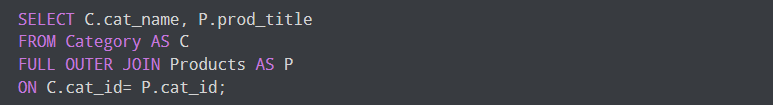 SELECT C.cat_name, P.prod_title
FROM Category AS C
FULL OUTER JOIN Products AS P
ON C.cat_id= P.cat_id;